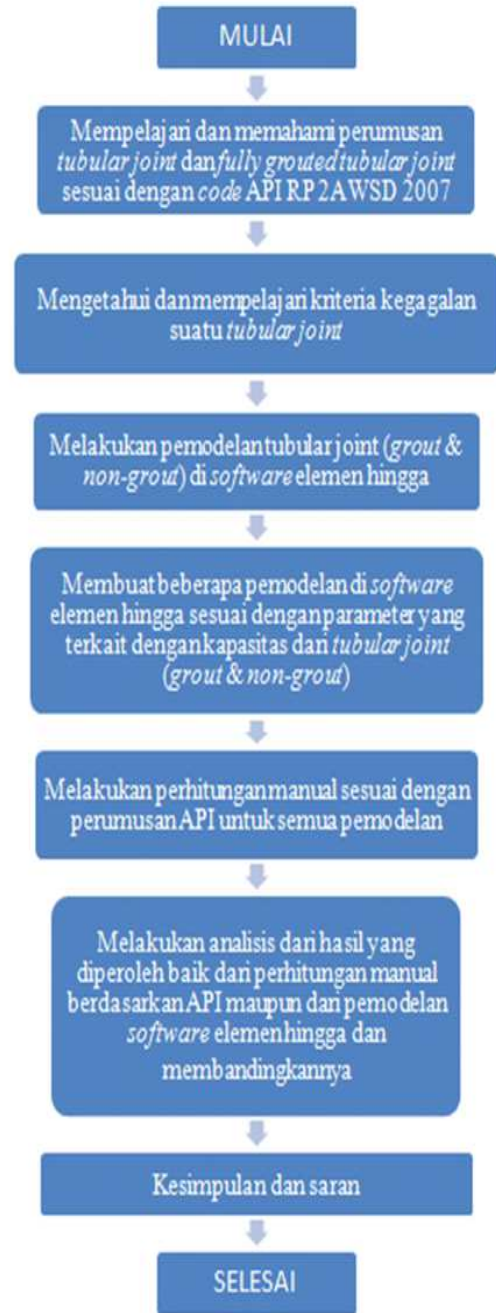 MULAI
Mempelajari dan memahami perumusan
tubular joint dan fully grouted tubular joint
sesuai dengan code API RP 2A WSD 2007
Mengetahui dan mempelajari kriteria kegagalan
suatu tubular joint
Melakukan pemodelan tubular joint (grout &
non-grout) di software elemen hingga
Membuat beberapa pemodelan di software
elemen hingga sesuai dengan parameter yang
terkait dengan kapasitas dari tubular joint
(grout & non-grout)
Melakukan perhitungan manual sesuai dengan
perumusan API untuk semua pemodelan
Melakukan analisis dari hasil yang
diperoleh baik dari perhitungan manual
berdasarkan API maupun dari pemodelan
software elemen hingga dan
membandingkannya
Kesimpulan dan saran
SELESAI